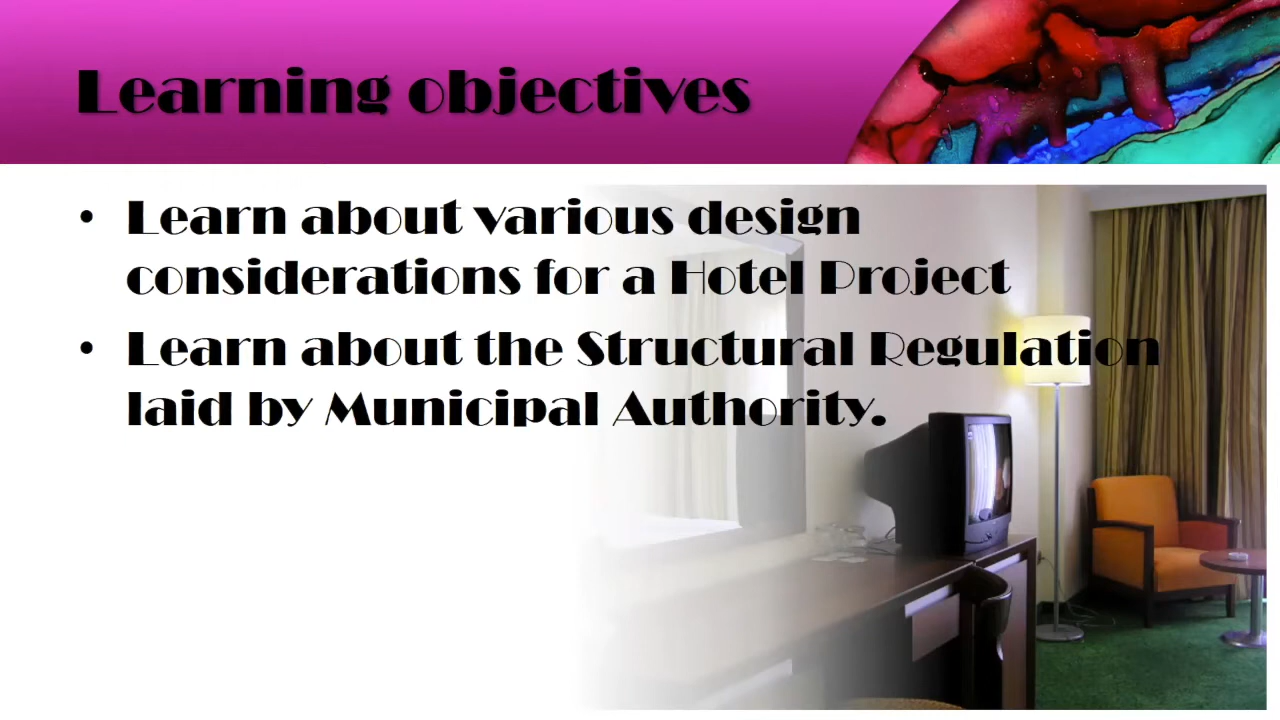 Learning objectives
• Learn about various design
considerations for a Hotel Project
• Learn about the Structural Regulation
laid by Municipal Authority.